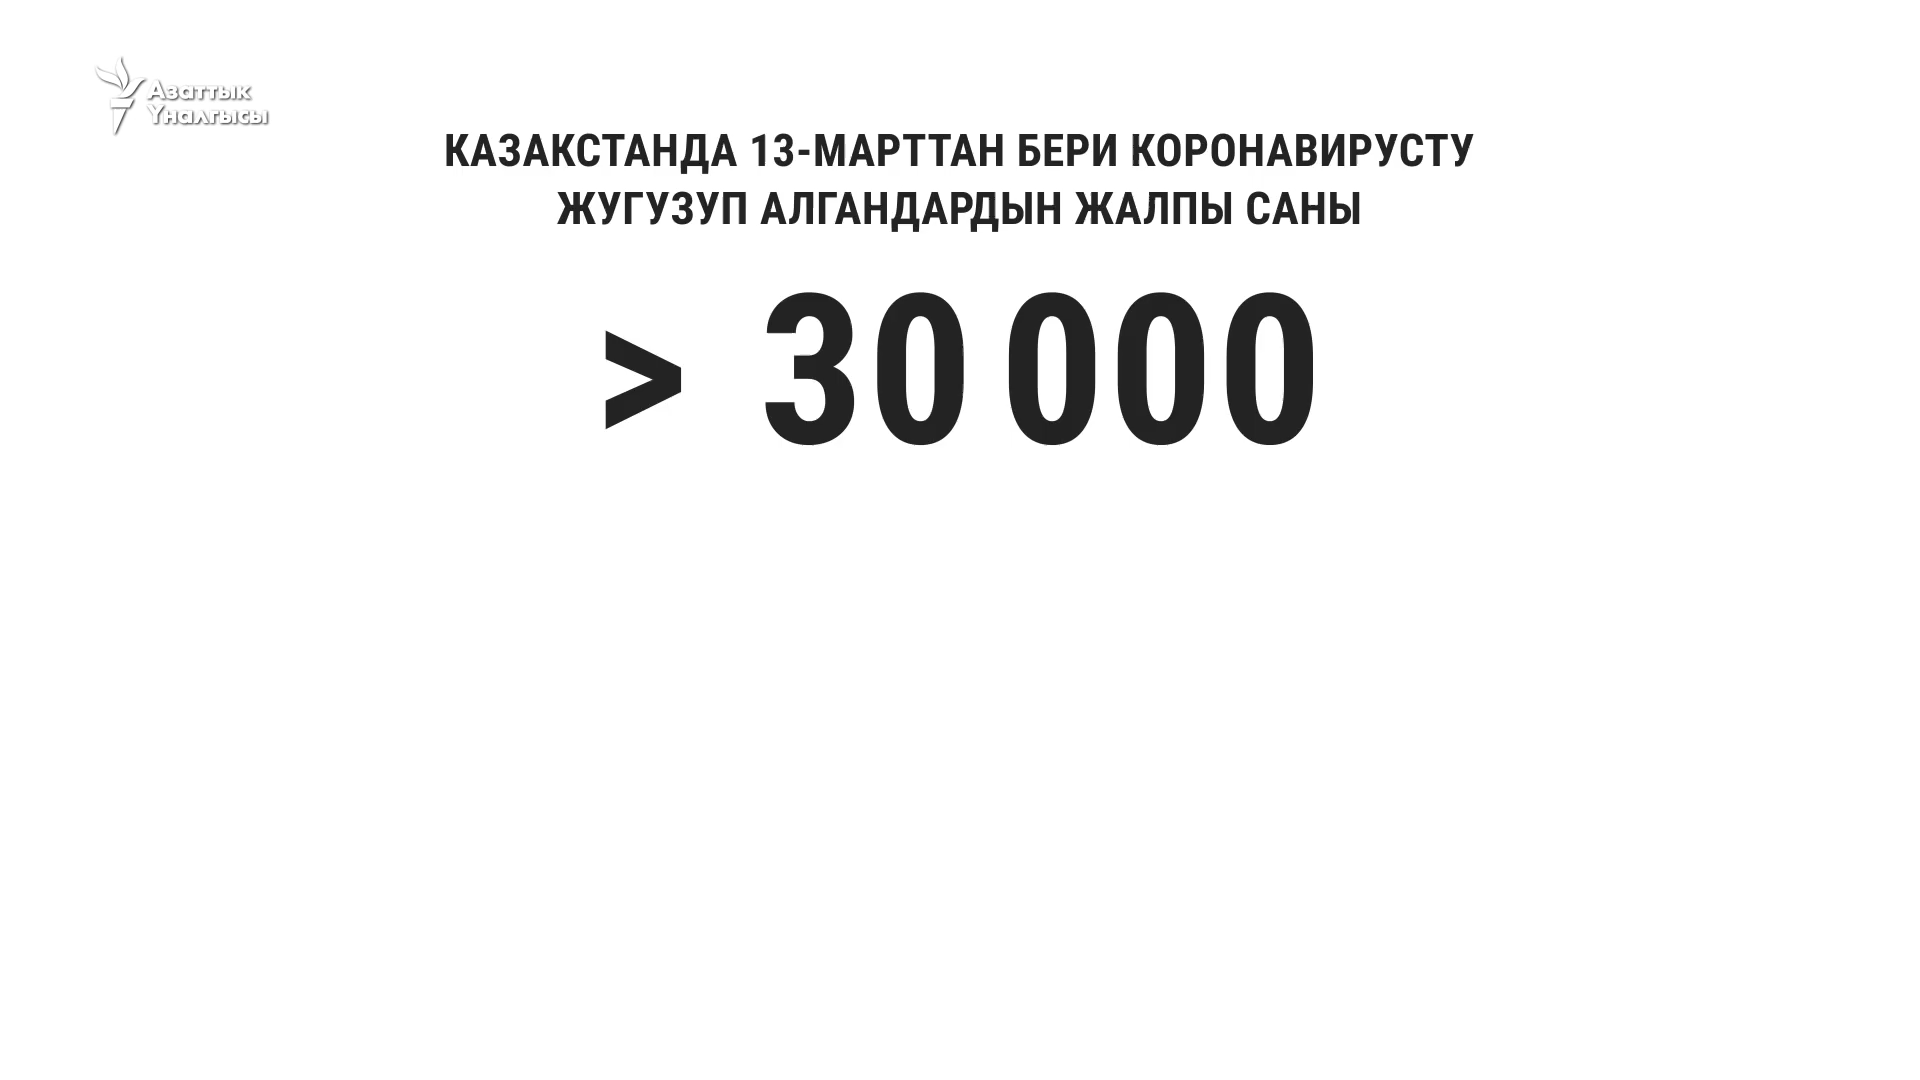 Азаттык
Үналгысы
КАЗАКСТАНДА 13-МАРТТАН БЕРИ КОРОНАВИРУСТУ
ЖУГУЗУП АЛГАНДАРДЫН ЖАЛПЫ САНЫ
> 30 000